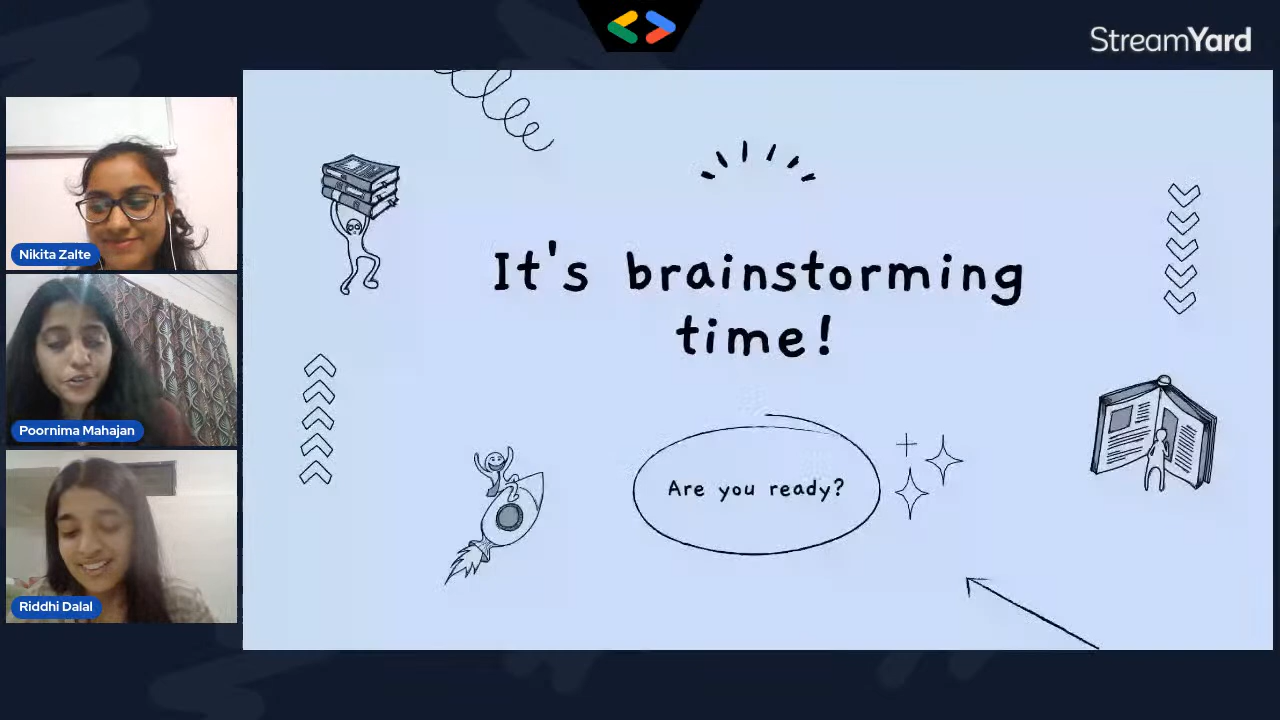 StreamYard
Nikita Zalte
Poornima Mahajan
Riddhi Dalal
It's brainstorming
time!
Are you ready?